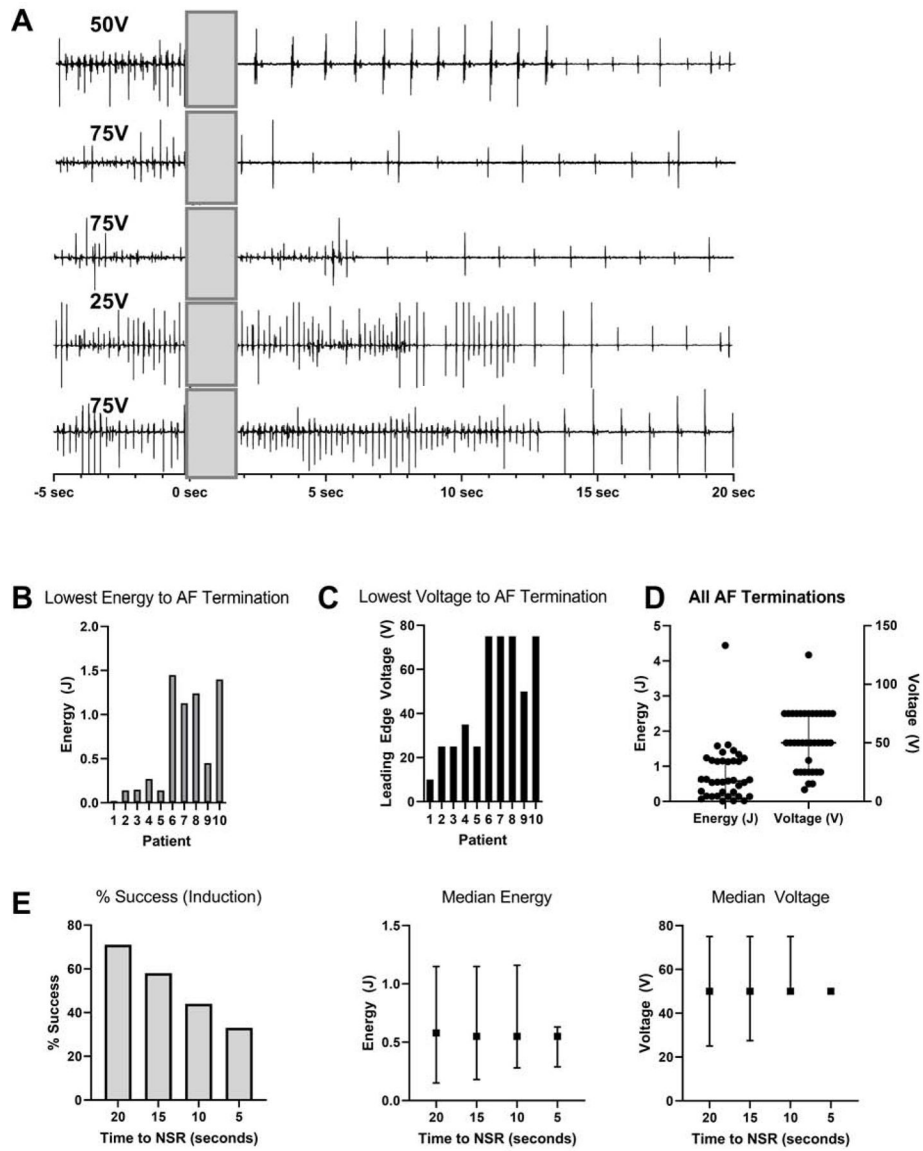 A
50V
75V
75V
25V
75V
-5 sec 0 sec 5 sec 10 sec 15 sec 20 sec
B Lowest Energy to AF Termination
2.0
1.5
1.0
0.5
0.0
Energy (J)
1 2 3 4 5 6 7 8 9 10
Patient
C Lowest Voltage to AF Termination
80
60
40
20
0
Leading Edge Voltage (V)
1 2 3 4 5 6 7 8 9 10
Patient
D All AF Terminations
5
4
3
2
1
0
Energy (J)
150
100
50
0
Voltage (V)
Energy (J) Voltage (V)
E % Success (Induction)
80
60
40
20
0
% Success
20 15 10 5
Time to NSR (seconds)
Median Energy
1.5
1.0
0.5
0.0
Energy (J)
20 15 10 5
Time to NSR (seconds)
Median Voltage
80
60
40
20
0
Voltage (V)
20 15 10 5
Time to NSR (seconds)